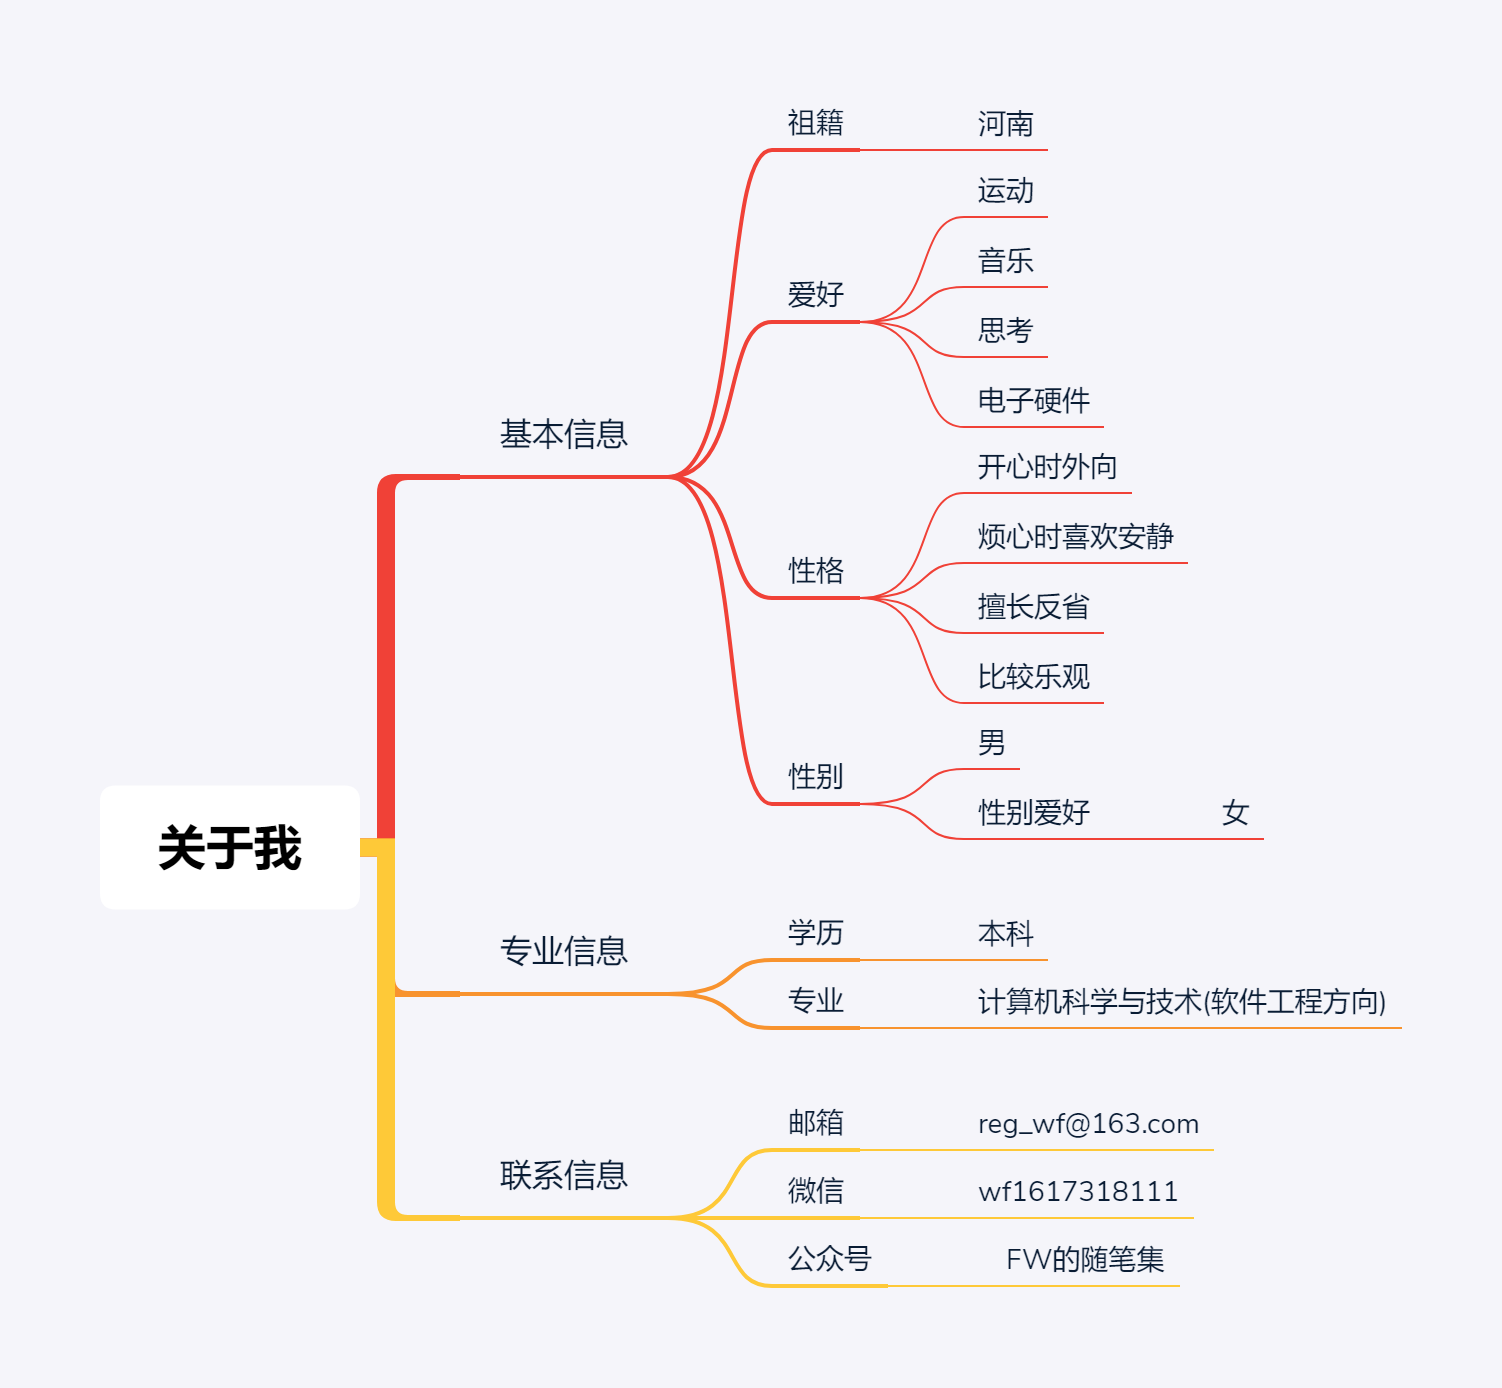 关于我
基本信息
祖籍
河南
爱好
运动
音乐
思考
电子硬件
性格
开心时外向
烦心时喜欢安静
擅长反省
比较乐观
性别
男
性别爱好
女
专业信息
学历
本科
专业
计算机科学与技术(软件工程方向)
联系信息
邮箱
reg_wf@163.com
微信
wf1617318111
公众号
FW的随笔集